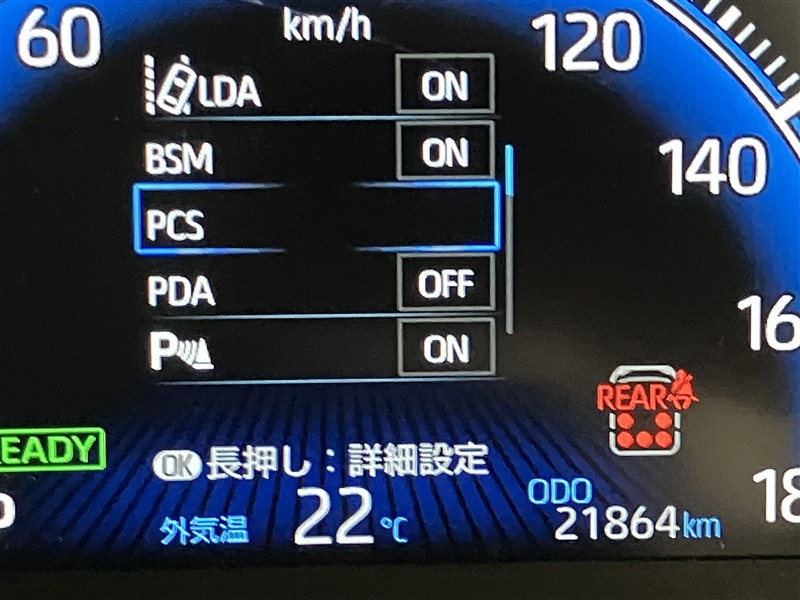 60
km/h
120
LDA ON
BSM ON
140
PCS
PDA OFF
P ON
16
REAR
EADY
OK 長押し：詳細設定
ODO
18
外気温 22℃
21864km